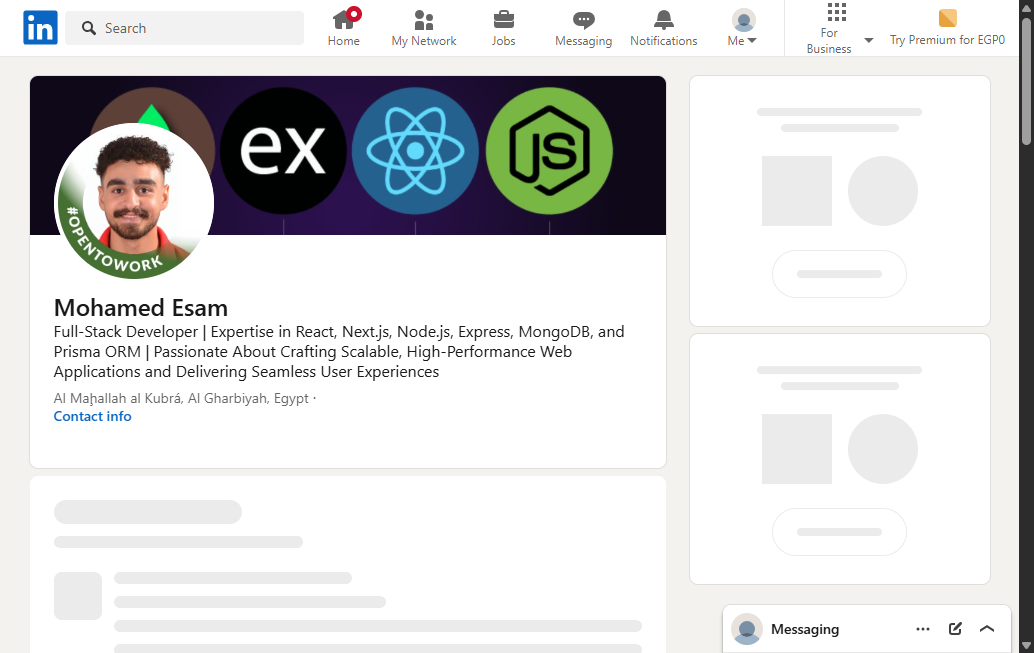 in
Search
Home
My Network
Jobs
Messaging
Notifications
Me
For
Business
Try Premium for EGP0
ex
JS
#OPENTOWORK
Mohamed Esam
Full-Stack Developer | Expertise in React, Next.js, Node.js, Express, MongoDB, and
Prisma ORM | Passionate About Crafting Scalable, High-Performance Web
Applications and Delivering Seamless User Experiences
Al Maḩallah al Kubrá, Al Gharbiyah, Egypt ·
Contact info
Messaging